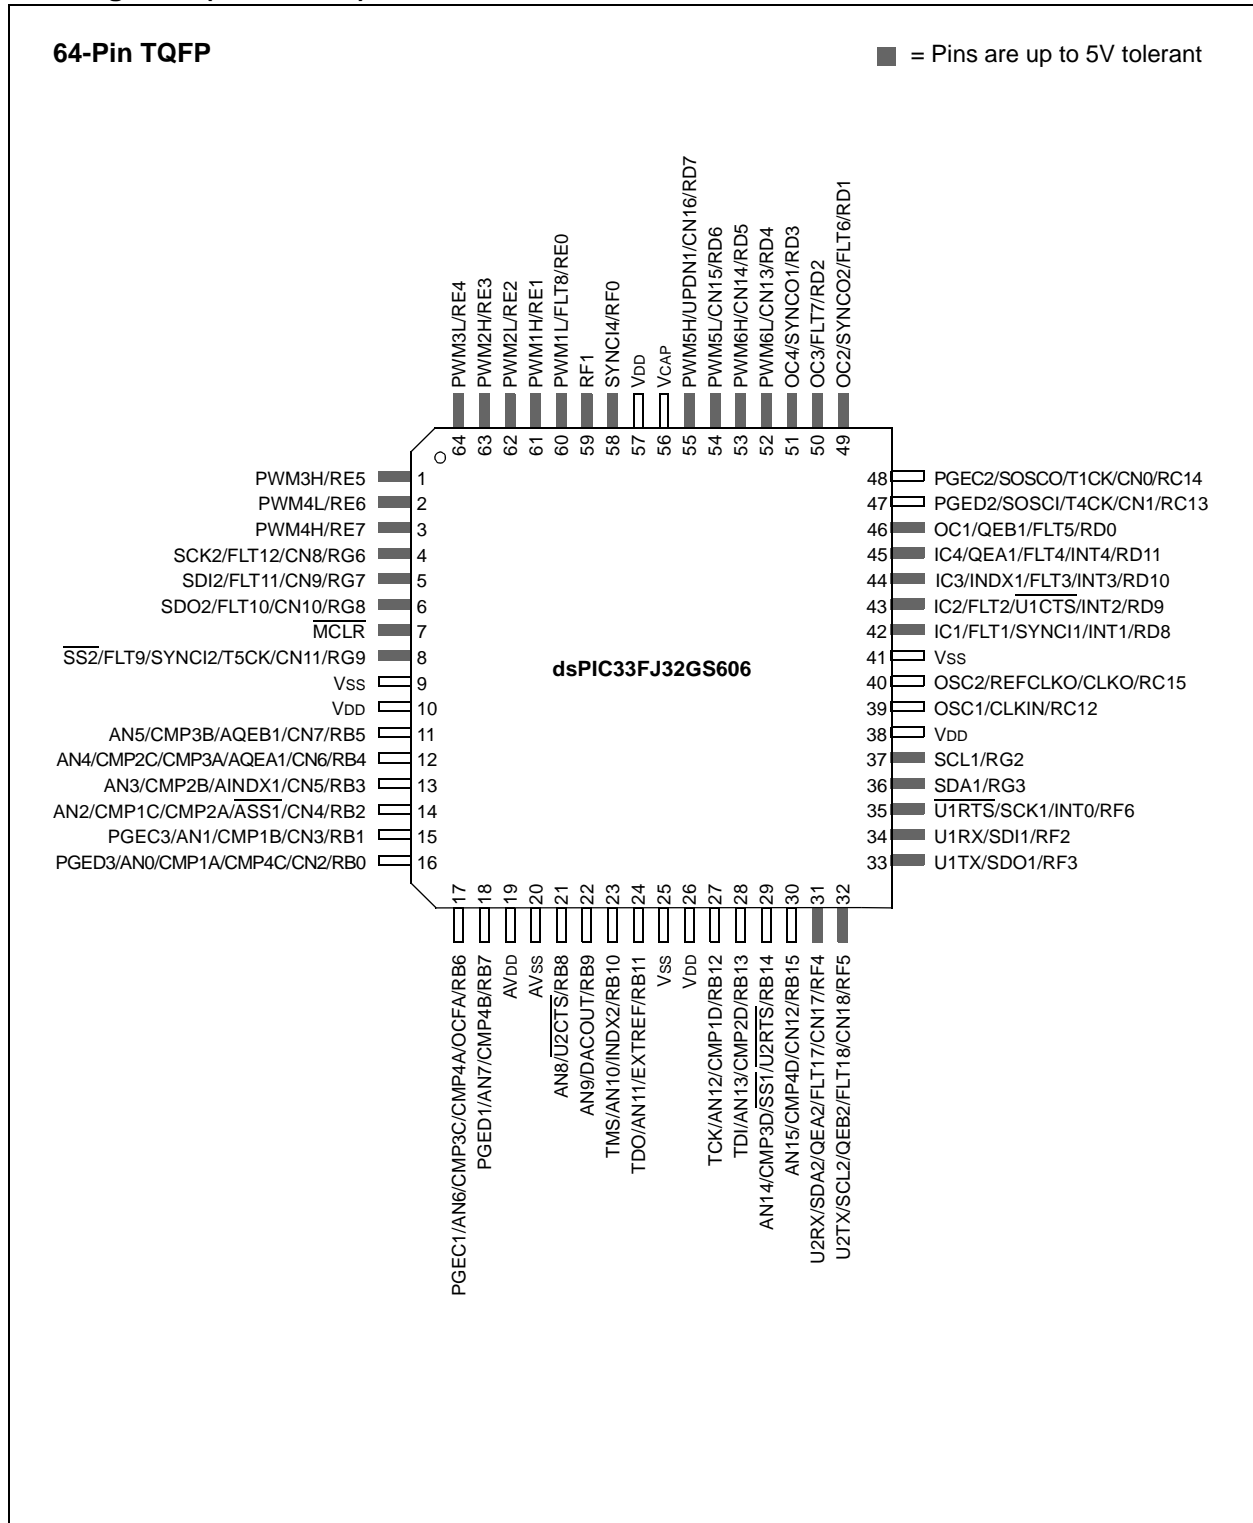 64-Pin TQFP
= Pins are up to 5V tolerant
PWM3L/RE4
PWM2H/RE3
PWM2L/RE2
PWM1H/RE1
PWM1L/FLT8/RE0
RF1
SYNCI4/RF0
VDD
VCAP
PWM5H/UPDN1/CN16/RD7
PWM5L/CN15/RD6
PWM6H/CN14/RD5
PWM6L/CN13/RD4
OC4/SYNCO1/RD3
OC3/FLT7/RD2
OC2/SYNCO2/FLT6/RD1
64 63 62 61 60 59 58 57 56 55 54 53 52 51 50 49
PWM3H/RE5 1
PWM4L/RE6 2
PWM4H/RE7 3
SCK2/FLT12/CN8/RG6 4
SDI2/FLT11/CN9/RG7 5
SDO2/FLT10/CN10/RG8 6
MCLR 7
SS2/FLT9/SYNCI2/T5CK/CN11/RG9 8
VSS 9
VDD 10
AN5/CMP3B/AQEB1/CN7/RB5 11
AN4/CMP2C/CMP3A/AQEA1/CN6/RB4 12
AN3/CMP2B/AINDX1/CN5/RB3 13
AN2/CMP1C/CMP2A/ASS1/CN4/RB2 14
PGEC3/AN1/CMP1B/CN3/RB1 15
PGED3/AN0/CMP1A/CMP4C/CN2/RB0 16
dsPIC33FJ32GS606
48 PGEC2/SOSCO/T1CK/CN0/RC14
47 PGED2/SOSCI/T4CK/CN1/RC13
46 OC1/QEB1/FLT5/RD0
45 IC4/QEA1/FLT4/INT4/RD11
44 IC3/INDX1/FLT3/INT3/RD10
43 IC2/FLT2/U1CTS/INT2/RD9
42 IC1/FLT1/SYNCI1/INT1/RD8
41 VSS
40 OSC2/REFCLKO/CLKO/RC15
39 OSC1/CLKIN/RC12
38 VDD
37 SCL1/RG2
36 SDA1/RG3
35 U1RTS/SCK1/INT0/RF6
34 U1RX/SDI1/RF2
33 U1TX/SDO1/RF3
17 18 19 20 21 22 23 24 25 26 27 28 29 30 31 32
PGEC1/AN6/CMP3C/CMP4A/OCFA/RB6
PGED1/AN7/CMP4B/RB7
AVDD
AVSS
AN8/U2CTS/RB8
AN9/DACOUT/RB9
TMS/AN10/INDX2/RB10
TDO/AN11/EXTREF/RB11
VSS
VDD
TCK/AN12/CMP1D/RB12
TDI/AN13/CMP2D/RB13
AN14/CMP3D/SS1/U2RTS/RB14
AN15/CMP4D/CN12/RB15
U2RX/SDA2/QEA2/FLT17/CN17/RF4
U2TX/SCL2/QEB2/FLT18/CN18/RF5